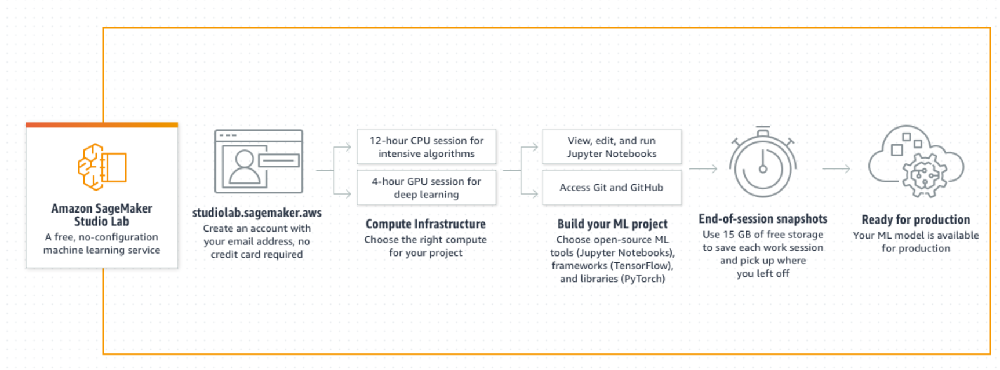 Amazon SageMaker
Studio Lab
A free, no-configuration
machine learning service
studiolab.sagemaker.aws
Create an account with
your email address, no
credit card required
12-hour CPU session for
intensive algorithms
4-hour GPU session for
deep learning
Compute Infrastructure
Choose the right compute
for your project
View, edit, and run
Jupyter Notebooks
Access Git and GitHub
Build your ML project
Choose open-source ML
tools (Jupyter Notebooks),
frameworks (TensorFlow),
and libraries (PyTorch)
End-of-session snapshots
Use 15 GB of free storage
to save each work session
and pick up where
you left off
Ready for production
Your ML model is available
for production